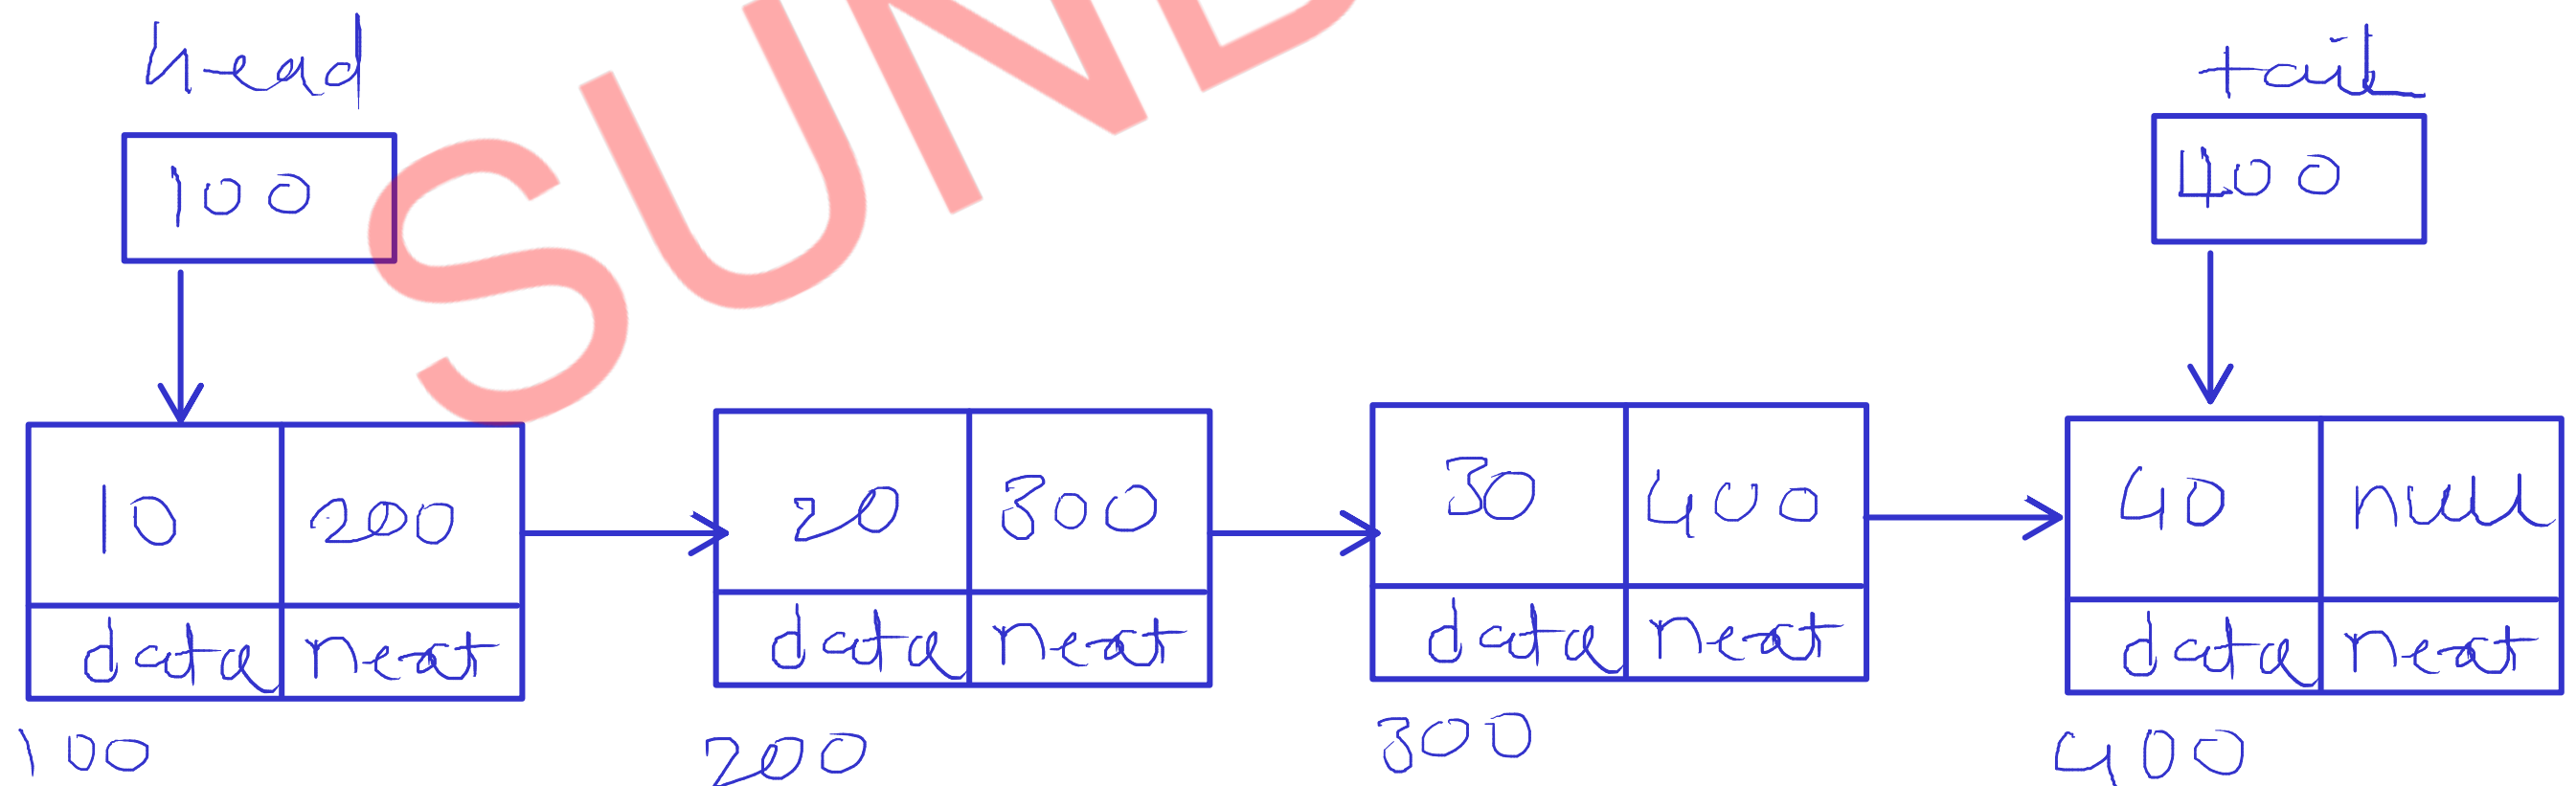 head tail
100 400
10 200 20 300 30 400 40 null
data next data next data next data next
100 200 300 400